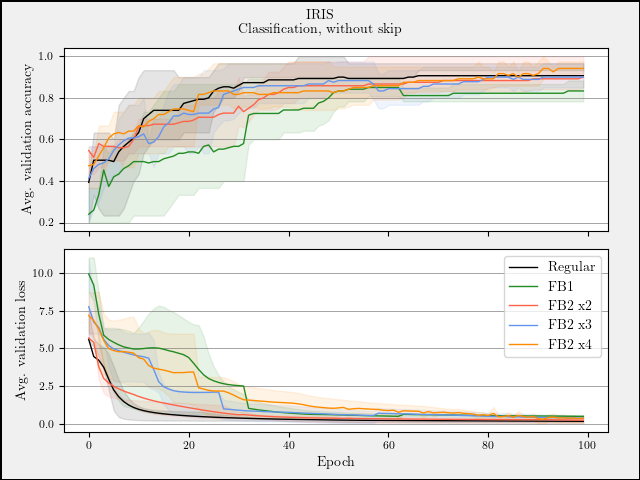 IRIS
Classification, without skip
Avg. validation accuracy
1.0
0.8
0.6
0.4
0.2
Avg. validation loss
10.0
7.5
5.0
2.5
0.0
Regular
FB1
FB2 x2
FB2 x3
FB2 x4
0 20 40 60 80 100
Epoch